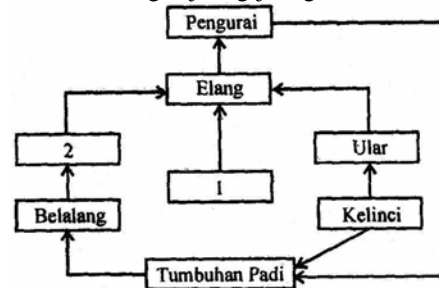 Pengurai
Elang
2
Ular
1
Belalang
Kelinci
Tumbuhan Padi